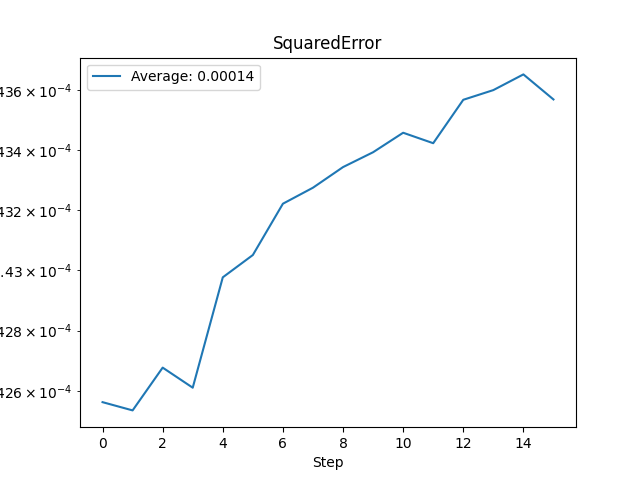 SquaredError
Average: 0.00014
436 × 10⁻⁴
434 × 10⁻⁴
432 × 10⁻⁴
.43 × 10⁻⁴
428 × 10⁻⁴
426 × 10⁻⁴
0 2 4 6 8 10 12 14
Step